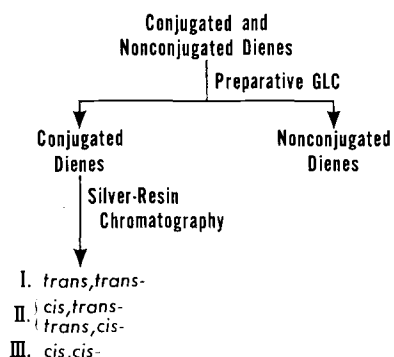 Conjugated and
Nonconjugated Dienes
Preparative GLC
Conjugated
Dienes
Nonconjugated
Dienes
Silver-Resin
Chromatography
I. trans,trans-
II. cis,trans-
trans,cis-
III. cis,cis-